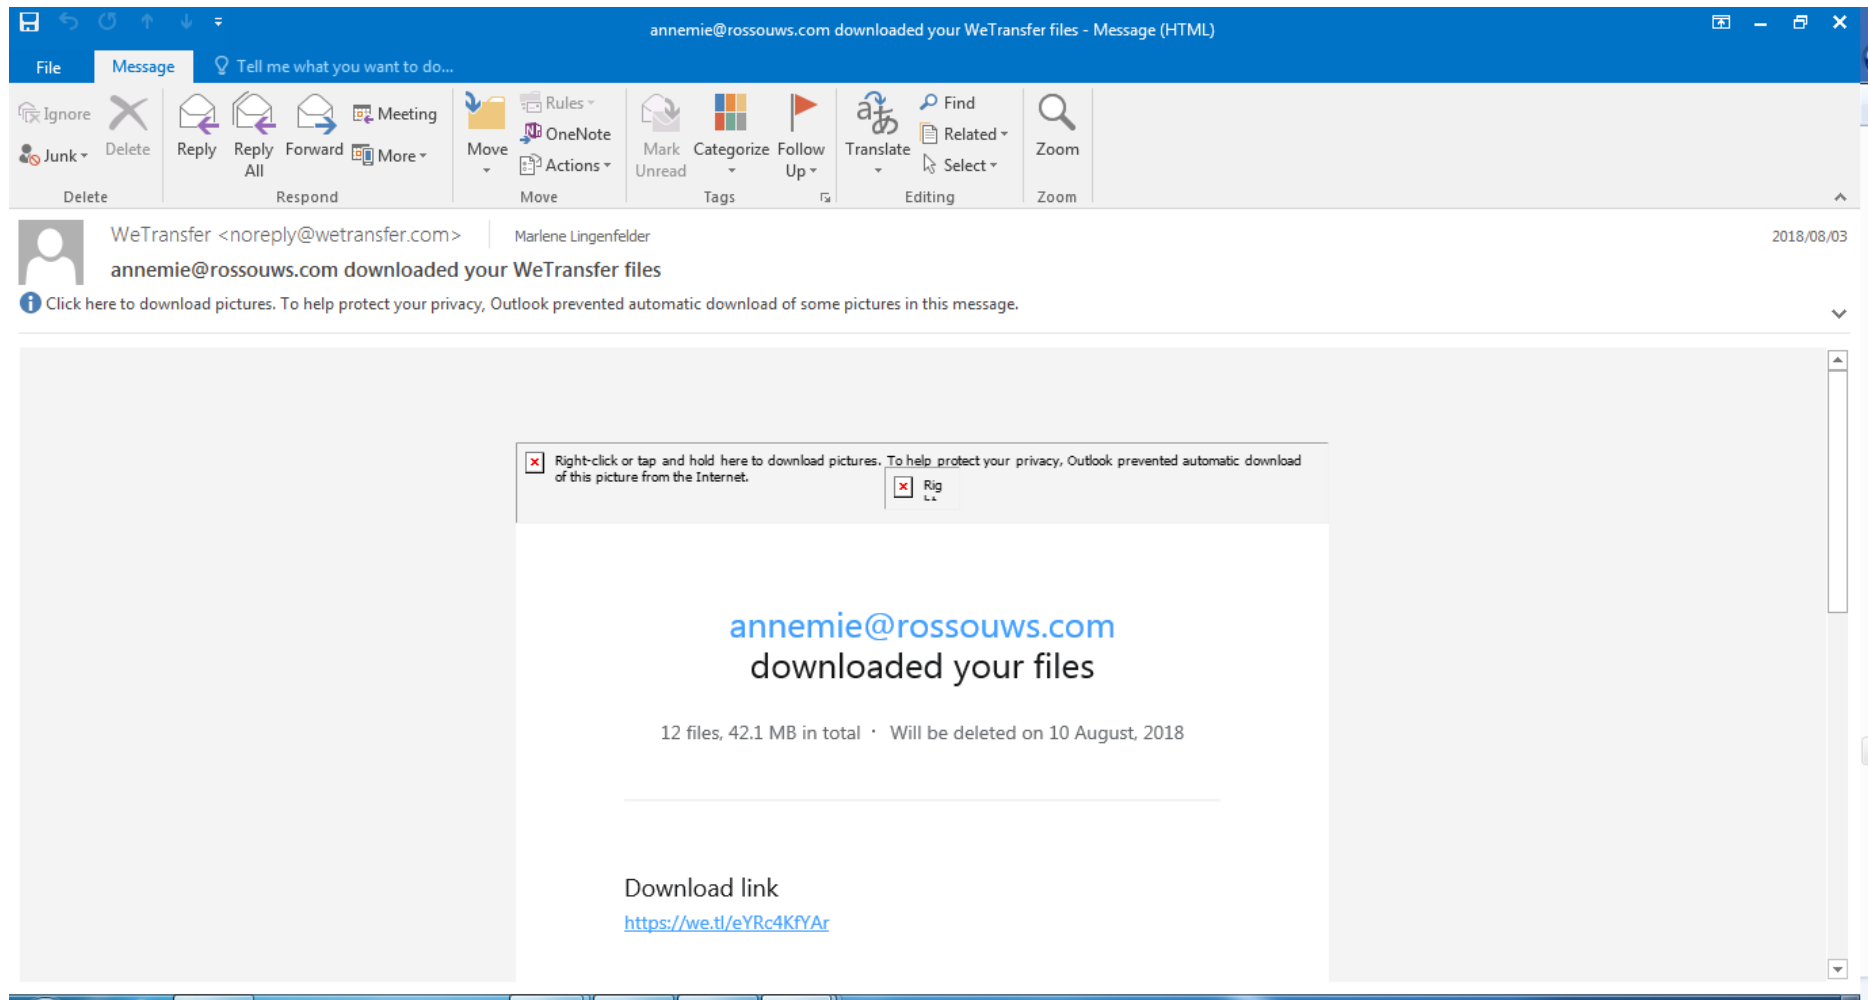 annemie@rossouws.com downloaded your WeTransfer files - Message (HTML)
File Message Tell me what you want to do...
Ignore
Junk
Delete
Delete
Reply
Reply All
Forward
Meeting
More
Respond
Move
Rules
OneNote
Actions
Move
Mark Unread
Categorize
Follow Up
Tags
Translate
Find
Related
Select
Editing
Zoom
Zoom
WeTransfer <noreply@wetransfer.com> Marlene Lingenfelder 2018/08/03
annemie@rossouws.com downloaded your WeTransfer files
Click here to download pictures. To help protect your privacy, Outlook prevented automatic download of some pictures in this message.
Right-click or tap and hold here to download pictures. To help protect your privacy, Outlook prevented automatic download
of this picture from the Internet.
Rig
annemie@rossouws.com
downloaded your files
12 files, 42.1 MB in total · Will be deleted on 10 August, 2018
Download link
https://we.tl/eYRc4KfYAr